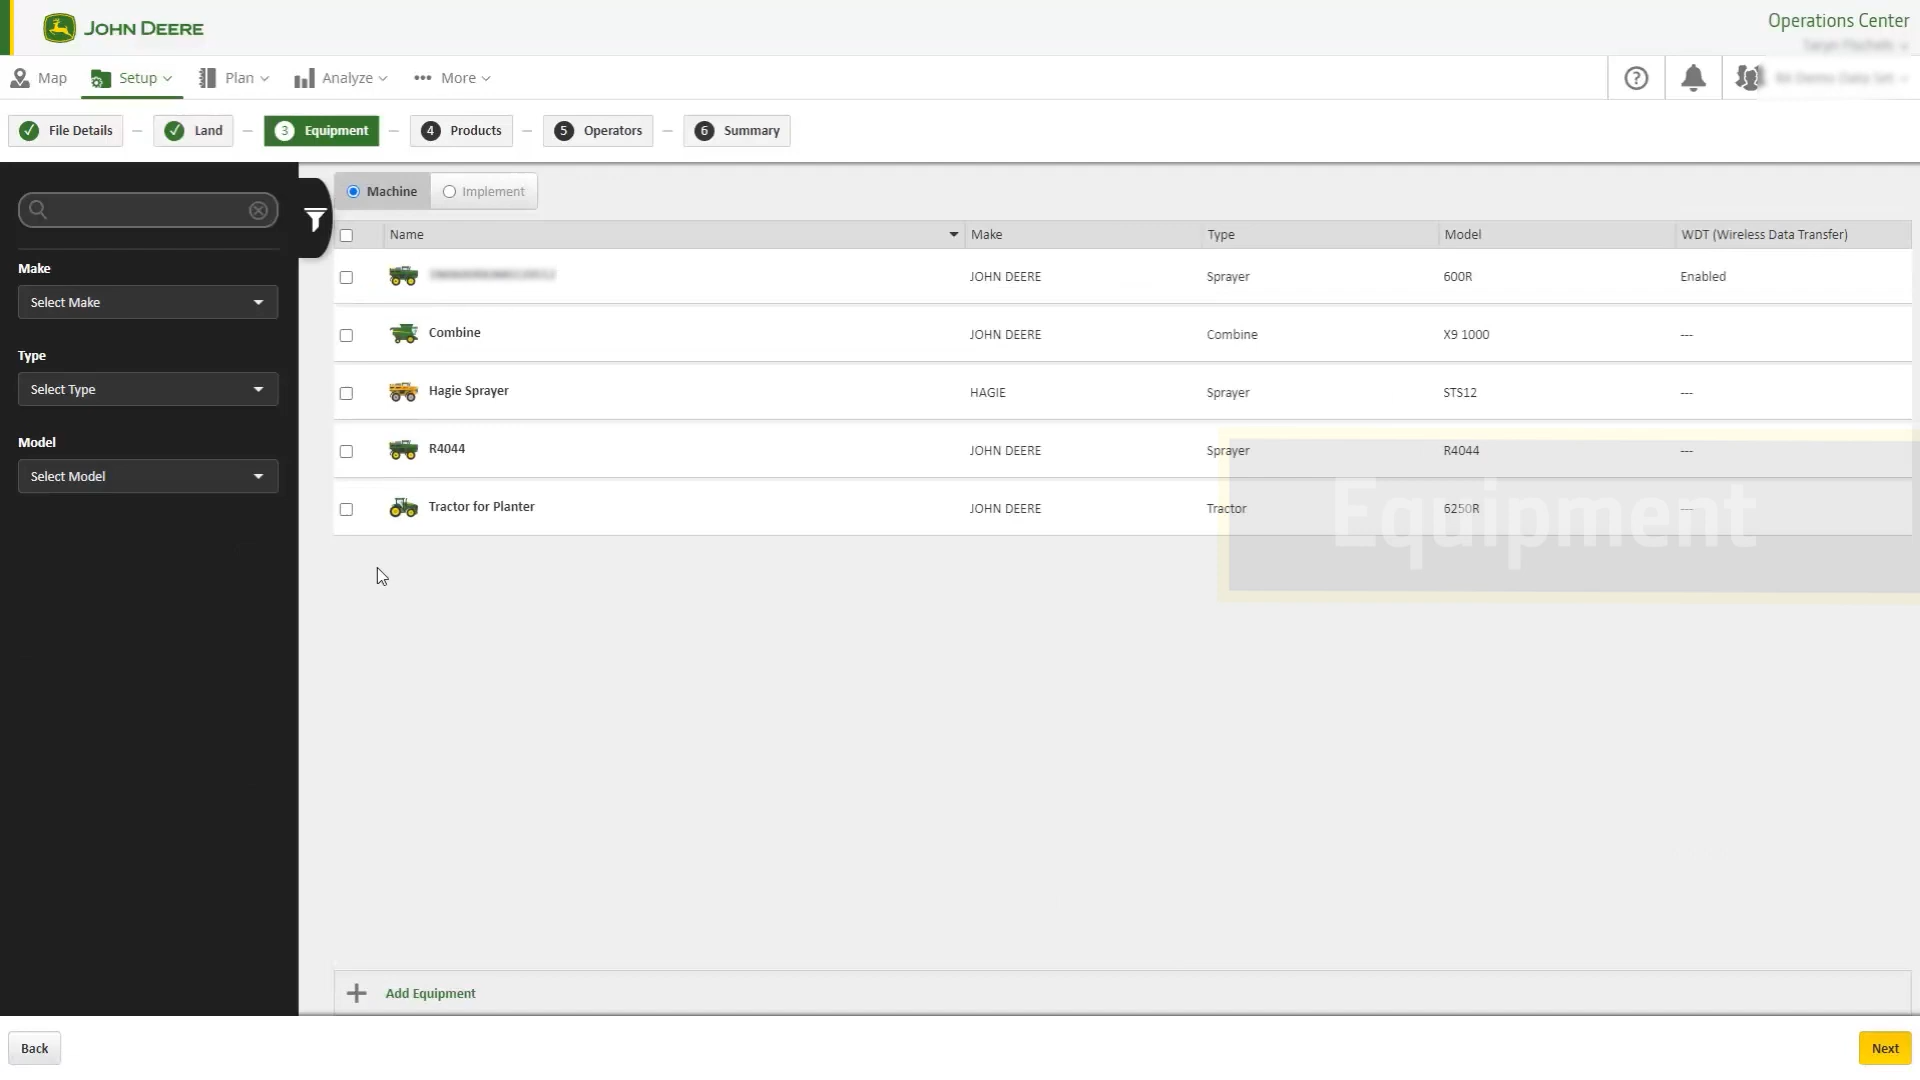 JOHN DEERE
Operations Center
Map
Setup
Plan
Analyze
More
File Details
Land
3 Equipment
4 Products
5 Operators
6 Summary
Machine
Implement
Name Make Type Model WDT (Wireless Data Transfer)
JOHN DEERE Sprayer 600R Enabled
Combine JOHN DEERE Combine X9 1000 ---
Hagie Sprayer HAGIE Sprayer STS12 ---
R4044 JOHN DEERE Sprayer R4044 ---
Tractor for Planter JOHN DEERE Tractor 6250R ---
Equipment
Make
Select Make
Type
Select Type
Model
Select Model
Add Equipment
Back
Next